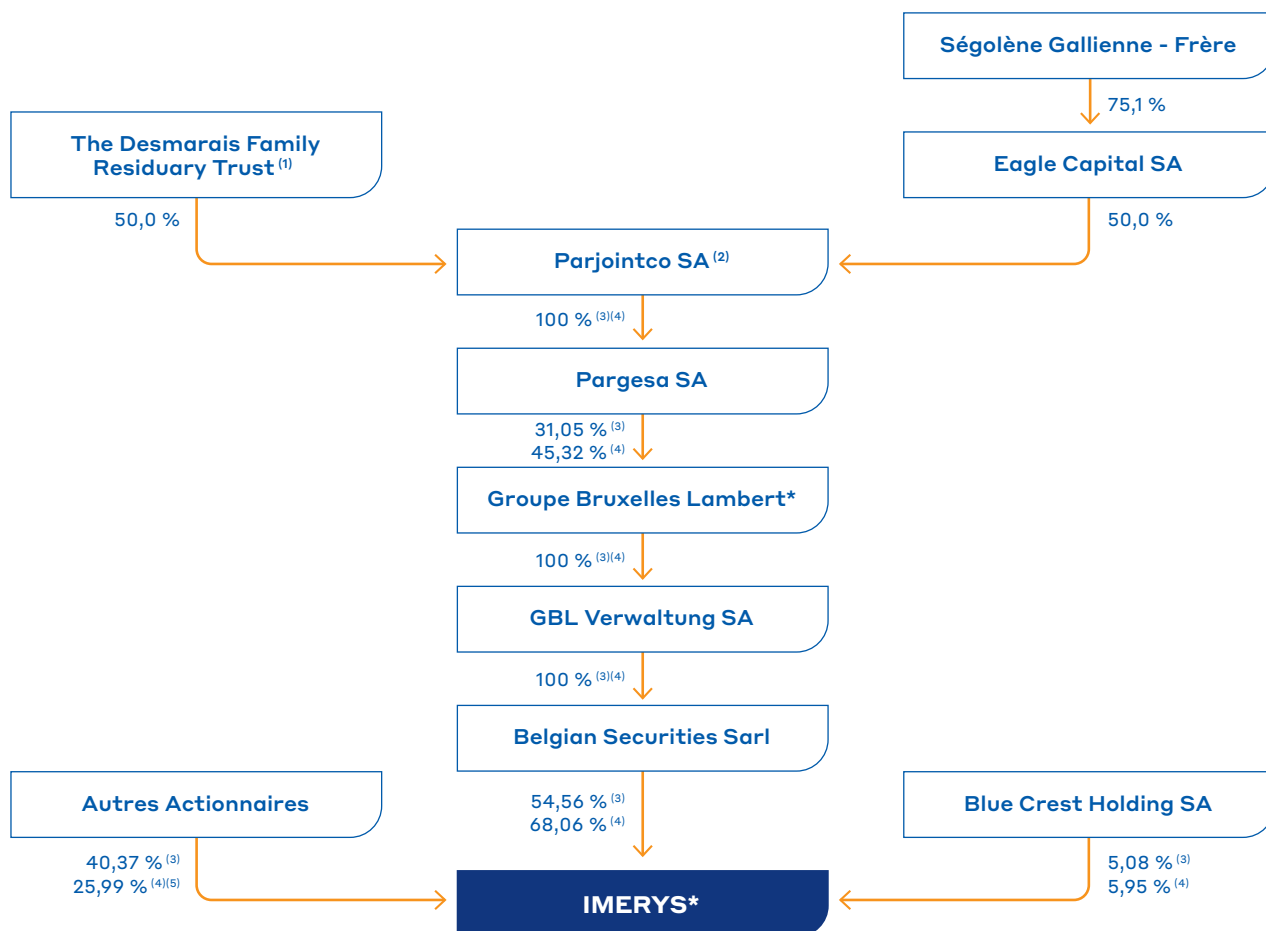 Ségolène Gallienne - Frère
75,1 %
The Desmarais Family
Residuary Trust (1)
Eagle Capital SA
50,0 %
50,0 %
Parjointco SA (2)
100 % (3)(4)
Pargesa SA
31,05 % (3)
45,32 % (4)
Groupe Bruxelles Lambert*
100 % (3)(4)
GBL Verwaltung SA
100 % (3)(4)
Belgian Securities Sarl
Autres Actionnaires
54,56 % (3)
68,06 % (4)
Blue Crest Holding SA
40,37 % (3)
25,99 % (4)(5)
5,08 % (3)
5,95 % (4)
IMERYS*